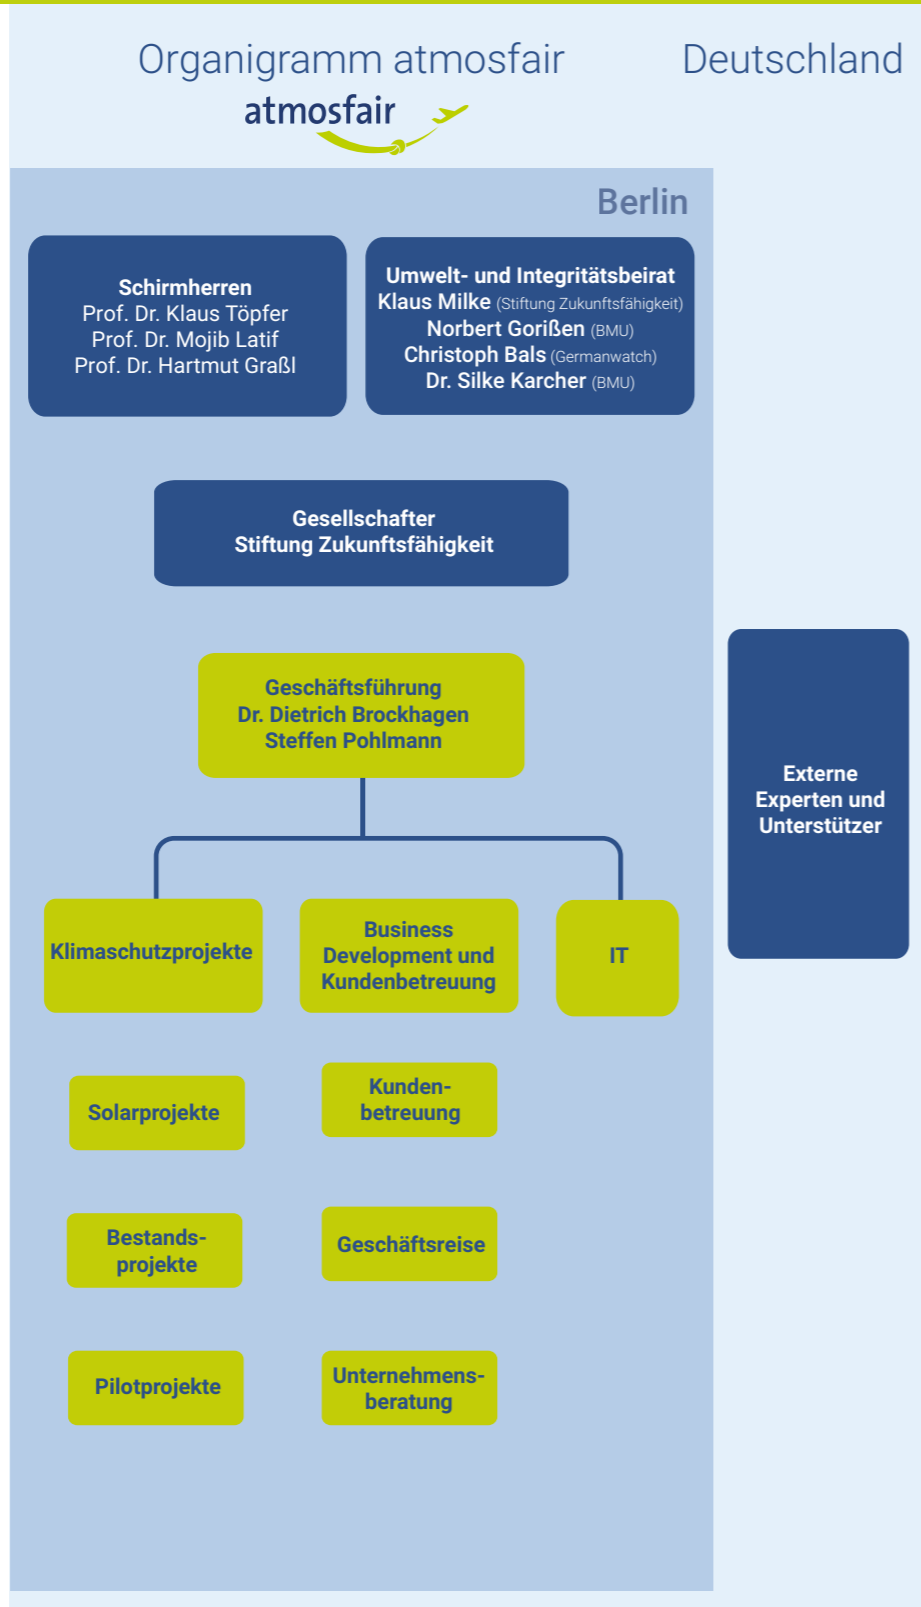 Organigramm atmosfair
Deutschland
atmosfair
Berlin
Schirmherren
Prof. Dr. Klaus Töpfer
Prof. Dr. Mojib Latif
Prof. Dr. Hartmut Graßl
Umwelt- und Integritätsbeirat
Klaus Milke (Stiftung Zukunftsfähigkeit)
Norbert Gorißen (BMU)
Christoph Bals (Germanwatch)
Dr. Silke Karcher (BMU)
Gesellschafter
Stiftung Zukunftsfähigkeit
Geschäftsführung
Dr. Dietrich Brockhagen
Steffen Pohlmann
Externe
Experten und
Unterstützer
Klimaschutzprojekte
Business
Development und
Kundenbetreuung
IT
Solarprojekte
Kunden-
betreuung
Bestands-
projekte
Geschäftsreise
Pilotprojekte
Unternehmens-
beratung